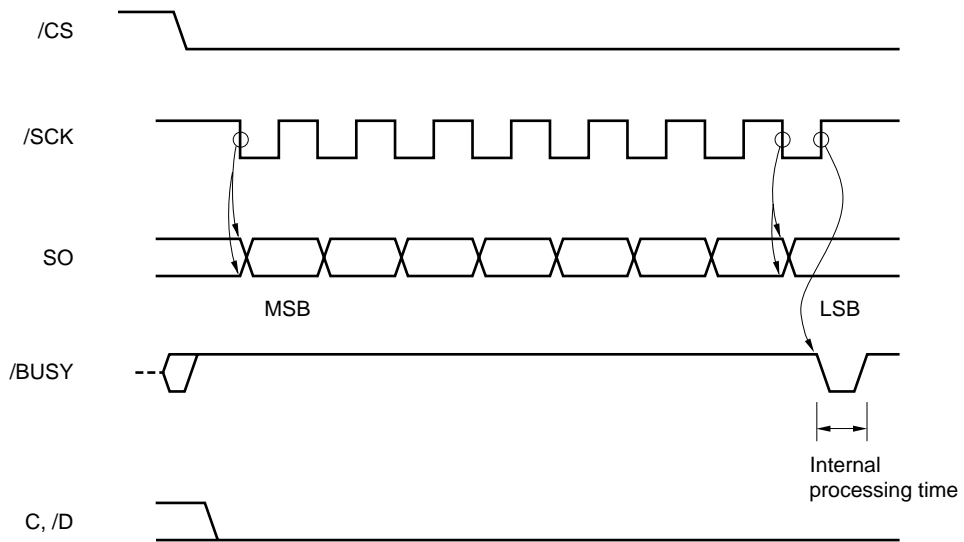 /CS
/SCK
SO
MSB
LSB
/BUSY
Internal
processing time
C, /D